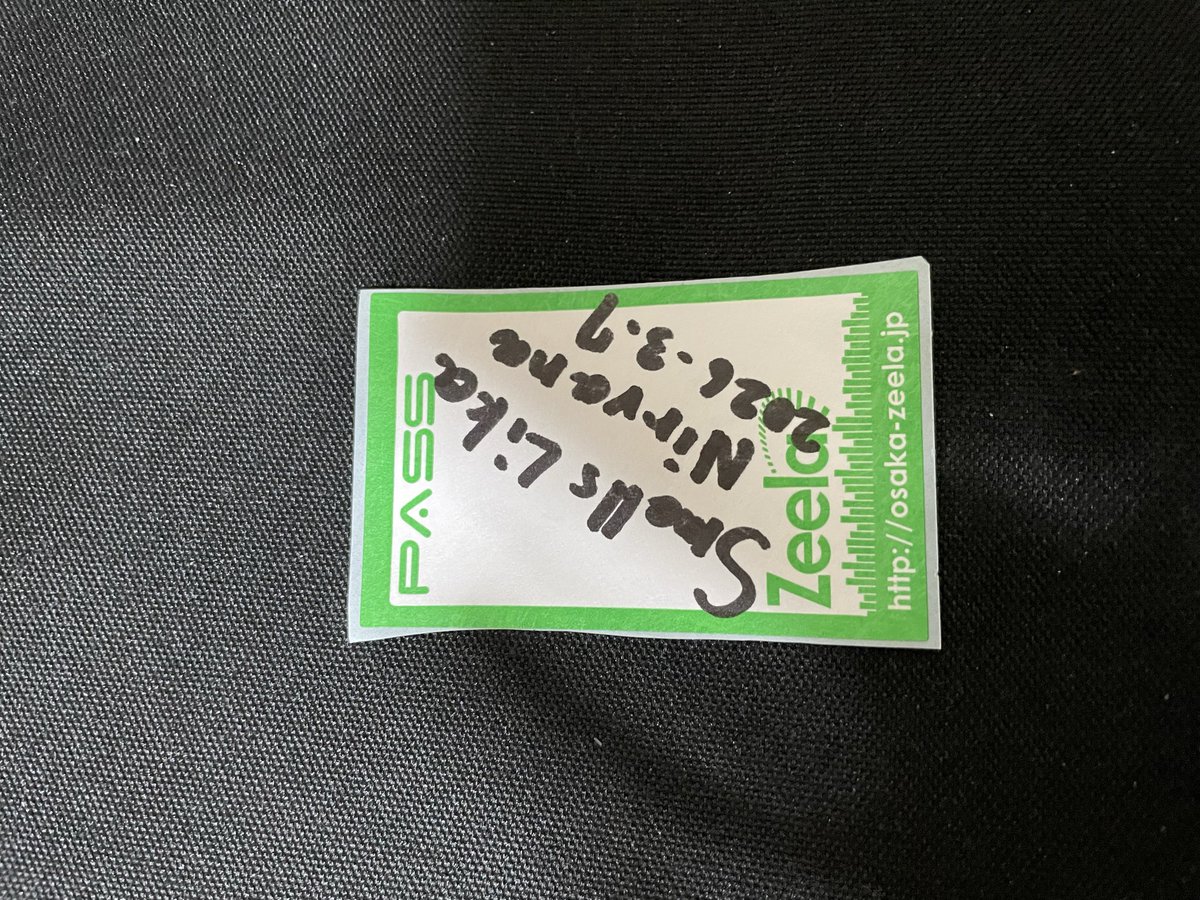 PASS
Smells Like
Nirvana
2026.3.7
Zeela
http://osaka-zeela.jp